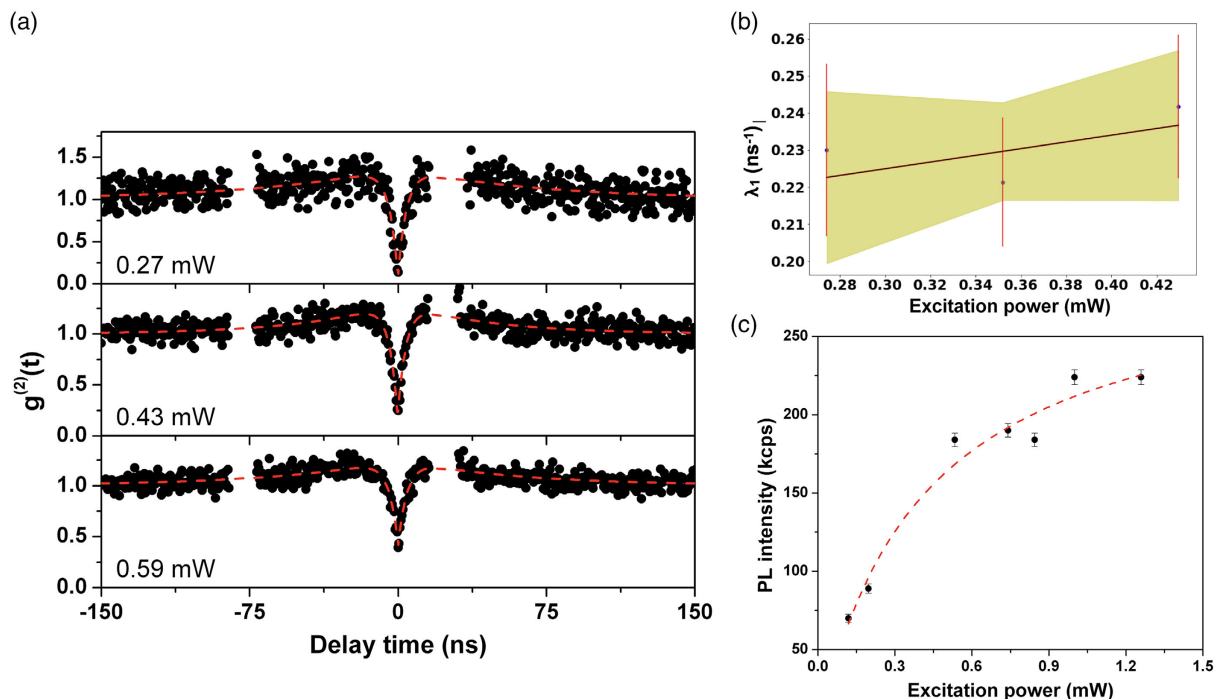 (a)
1.5
1.0
0.5
0.0
0.27 mW
1.0
0.5
0.0
0.43 mW
1.0
0.5
0.0
0.59 mW
g(2)(t)
-150 -75 0 75 150
Delay time (ns)
(b)
0.26
0.25
0.24
0.23
0.22
0.21
0.20
λ1 (ns-1)|
0.28 0.30 0.32 0.34 0.36 0.38 0.40 0.42
Excitation power (mW)
(c)
250
200
150
100
50
PL intensity (kcps)
0.0 0.3 0.6 0.9 1.2 1.5
Excitation power (mW)